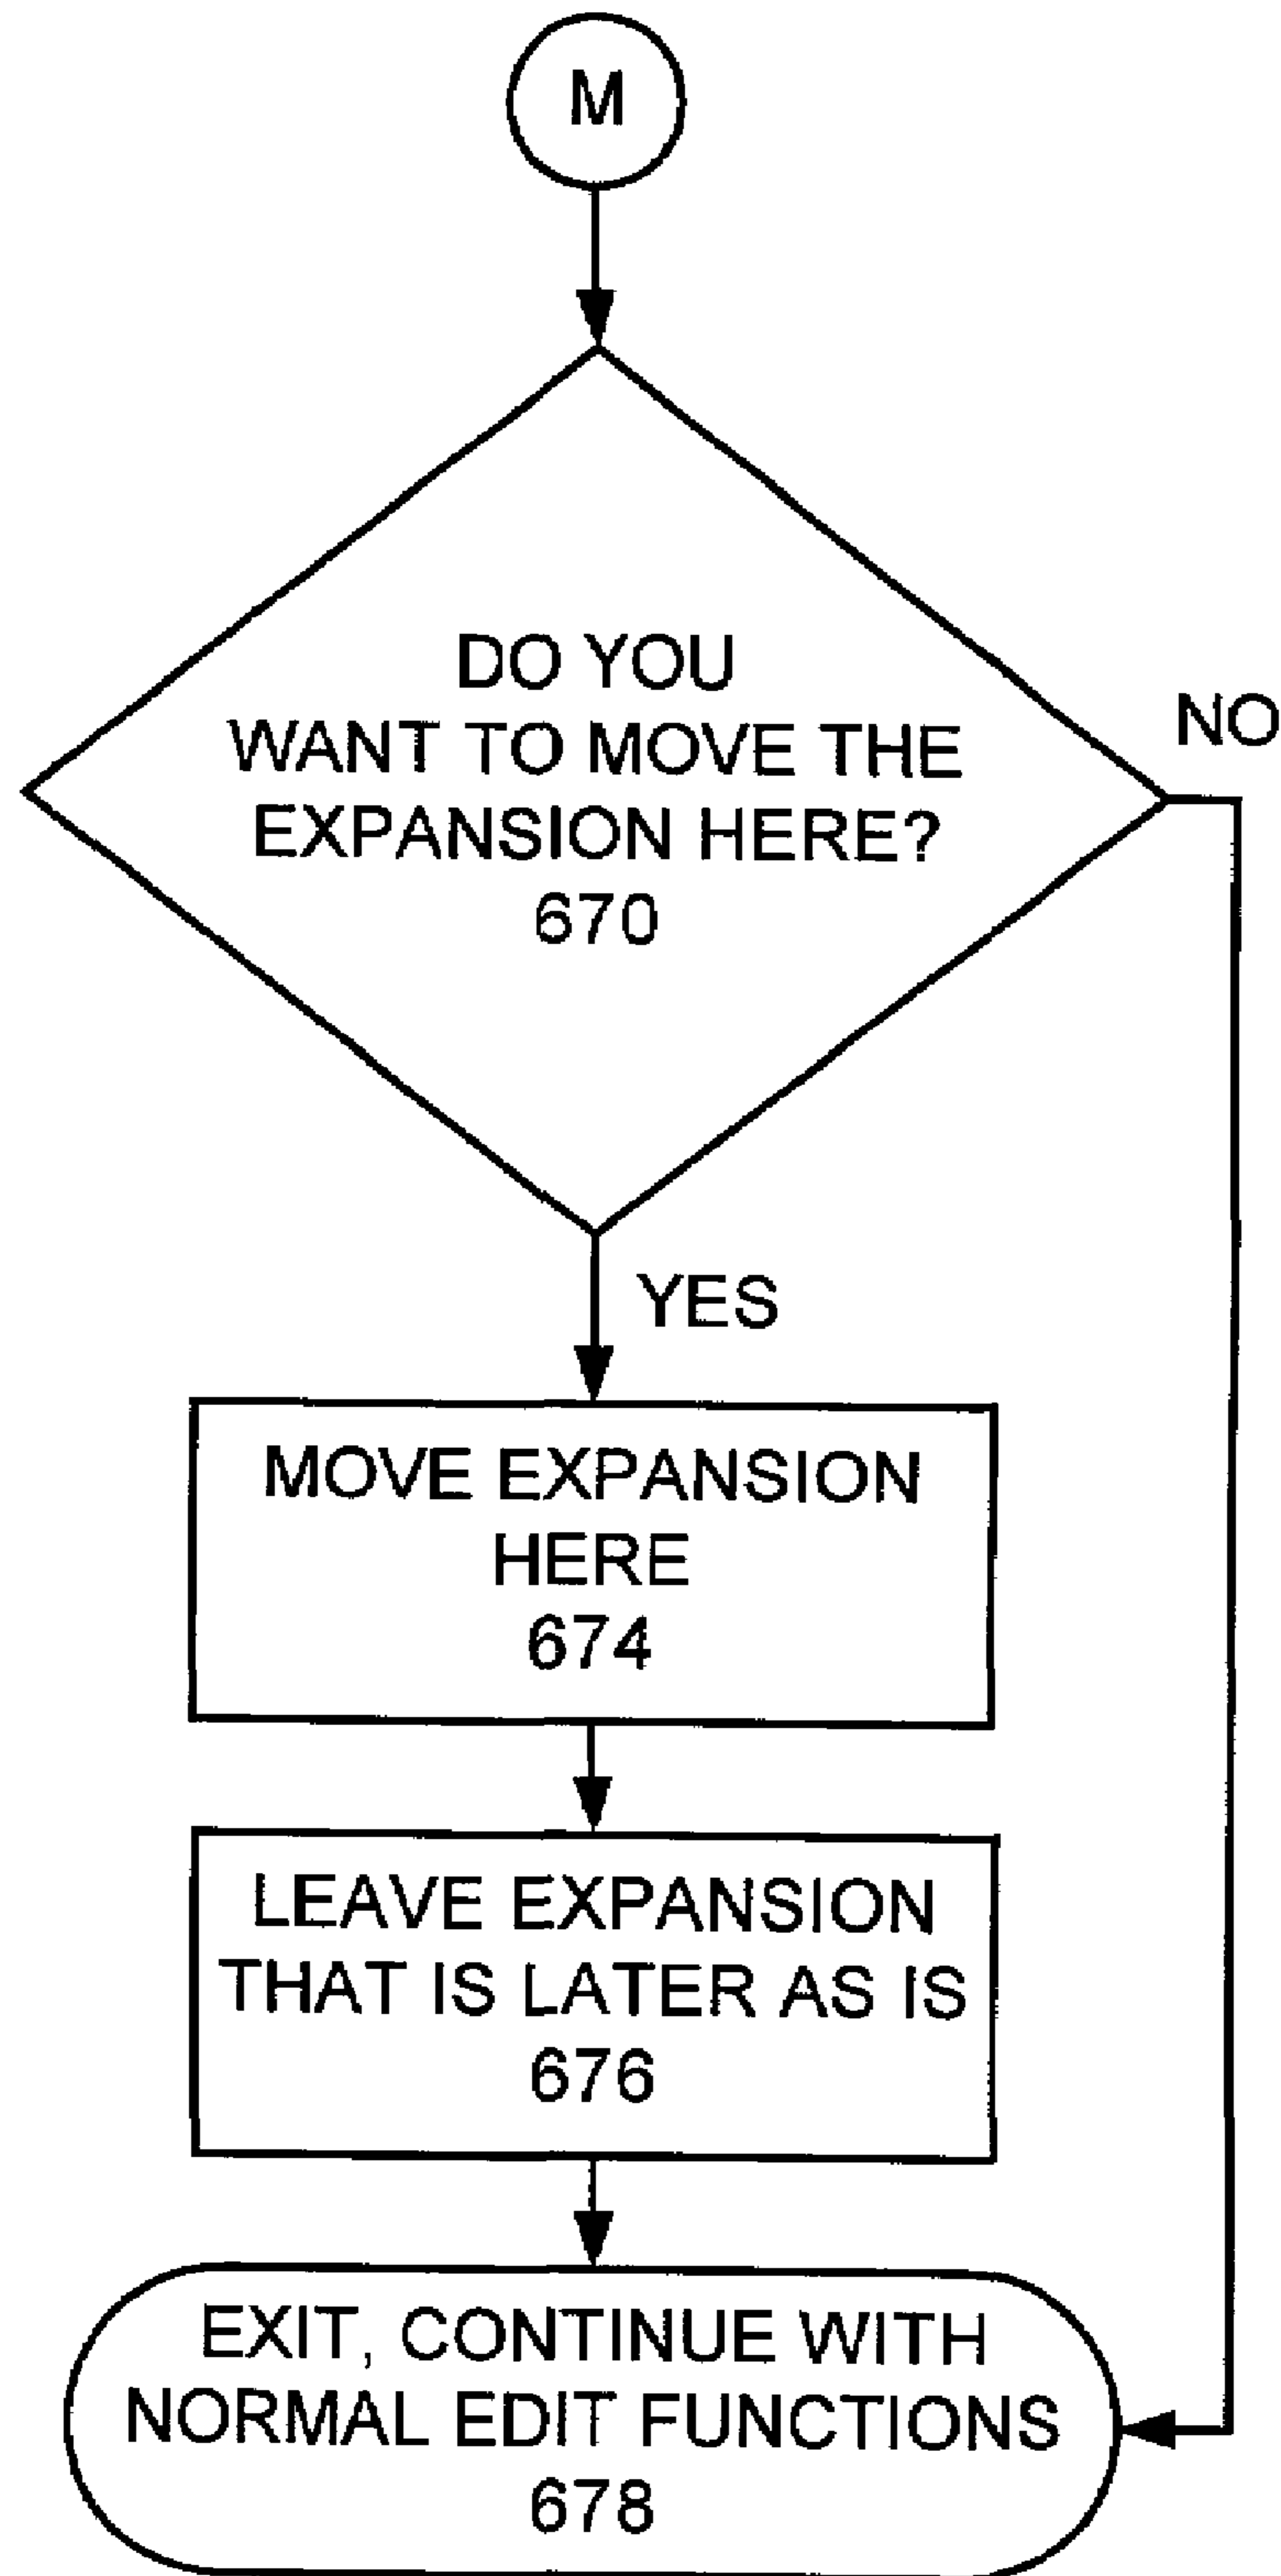 M
DO YOU
WANT TO MOVE THE
EXPANSION HERE?
670
NO
YES
MOVE EXPANSION
HERE
674
LEAVE EXPANSION
THAT IS LATER AS IS
676
EXIT, CONTINUE WITH
NORMAL EDIT FUNCTIONS
678